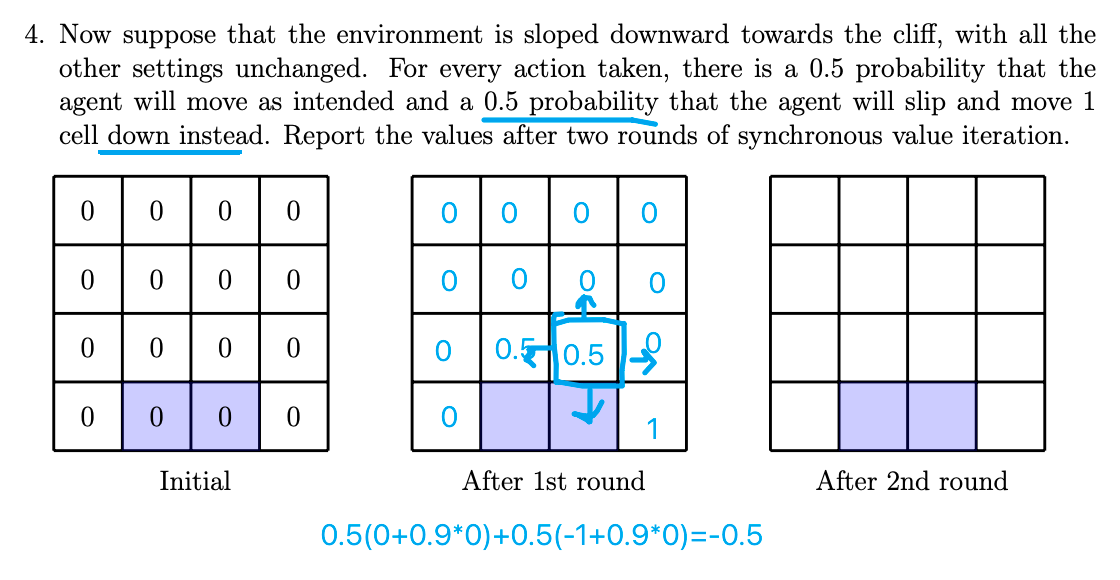 4. Now suppose that the environment is sloped downward towards the cliff, with all the
other settings unchanged. For every action taken, there is a 0.5 probability that the
agent will move as intended and a 0.5 probability that the agent will slip and move 1
cell down instead. Report the values after two rounds of synchronous value iteration.
0 0 0 0 0 0 0 0
0 0 0 0 0 0 0 0
0 0 0 0 0 0.5 0.5 0
0 0 0 0 0 1
Initial After 1st round After 2nd round
0.5(0+0.9*0)+0.5(-1+0.9*0)=-0.5